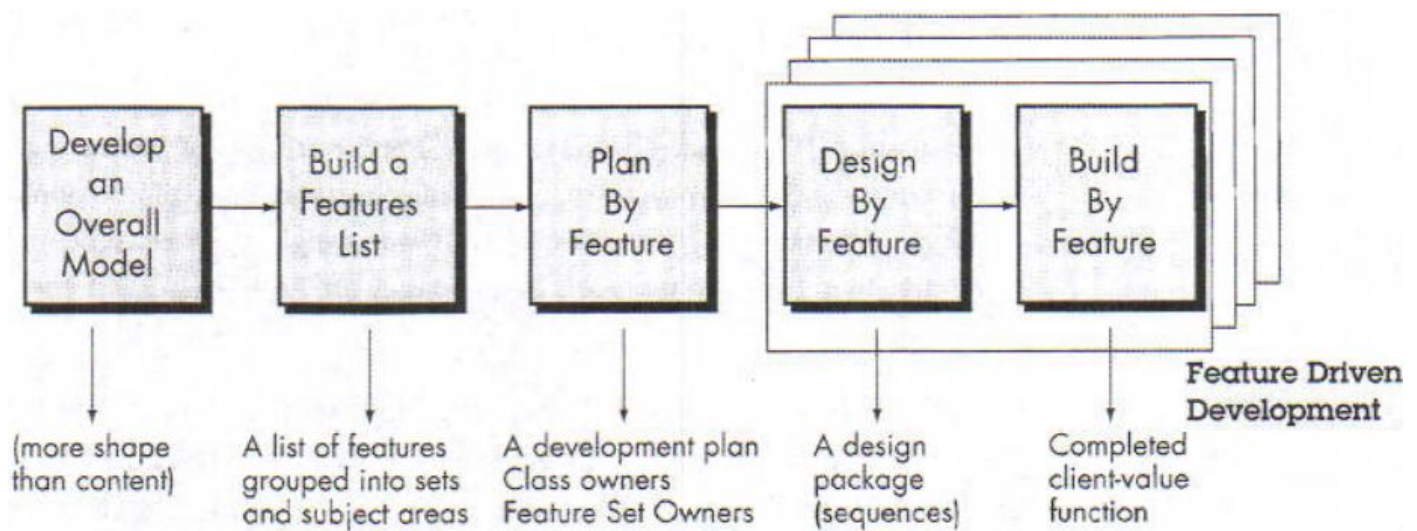 Develop
an
Overall
Model
Build a
Features
List
Plan
By
Feature
Design
By
Feature
Build
By
Feature
Feature Driven
Development
(more shape
than content)
A list of features
grouped into sets
and subject areas
A development plan
Class owners
Feature Set Owners
A design
package
(sequences)
Completed
client-value
function